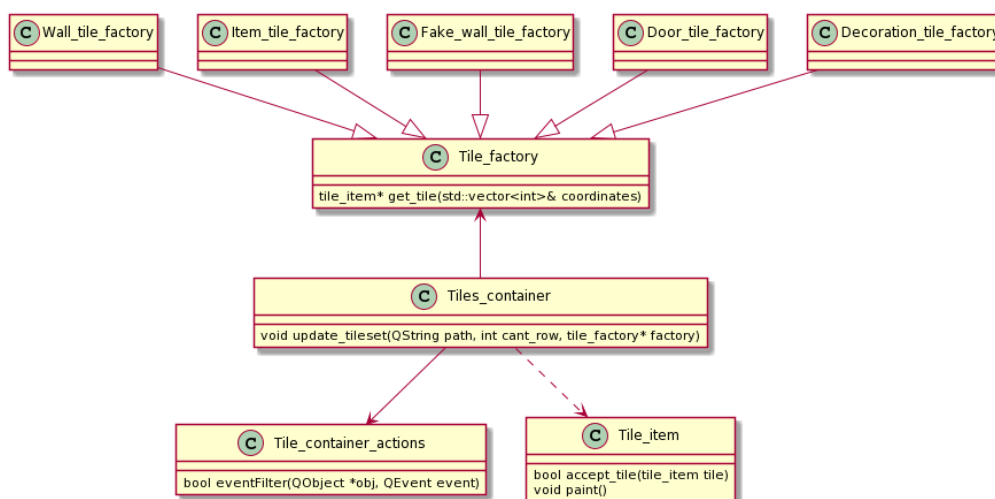 C Wall_tile_factory
C Item_tile_factory
C Fake_wall_tile_factory
C Door_tile_factory
C Decoration_tile_factory
C Tile_factory
tile_item* get_tile(std::vector<int>& coordinates)
C Tiles_container
void update_tileset(QString path, int cant_row, tile_factory* factory)
C Tile_container_actions
bool eventFilter(QObject *obj, QEvent event)
C Tile_item
bool accept_tile(tile_item tile)
void paint()